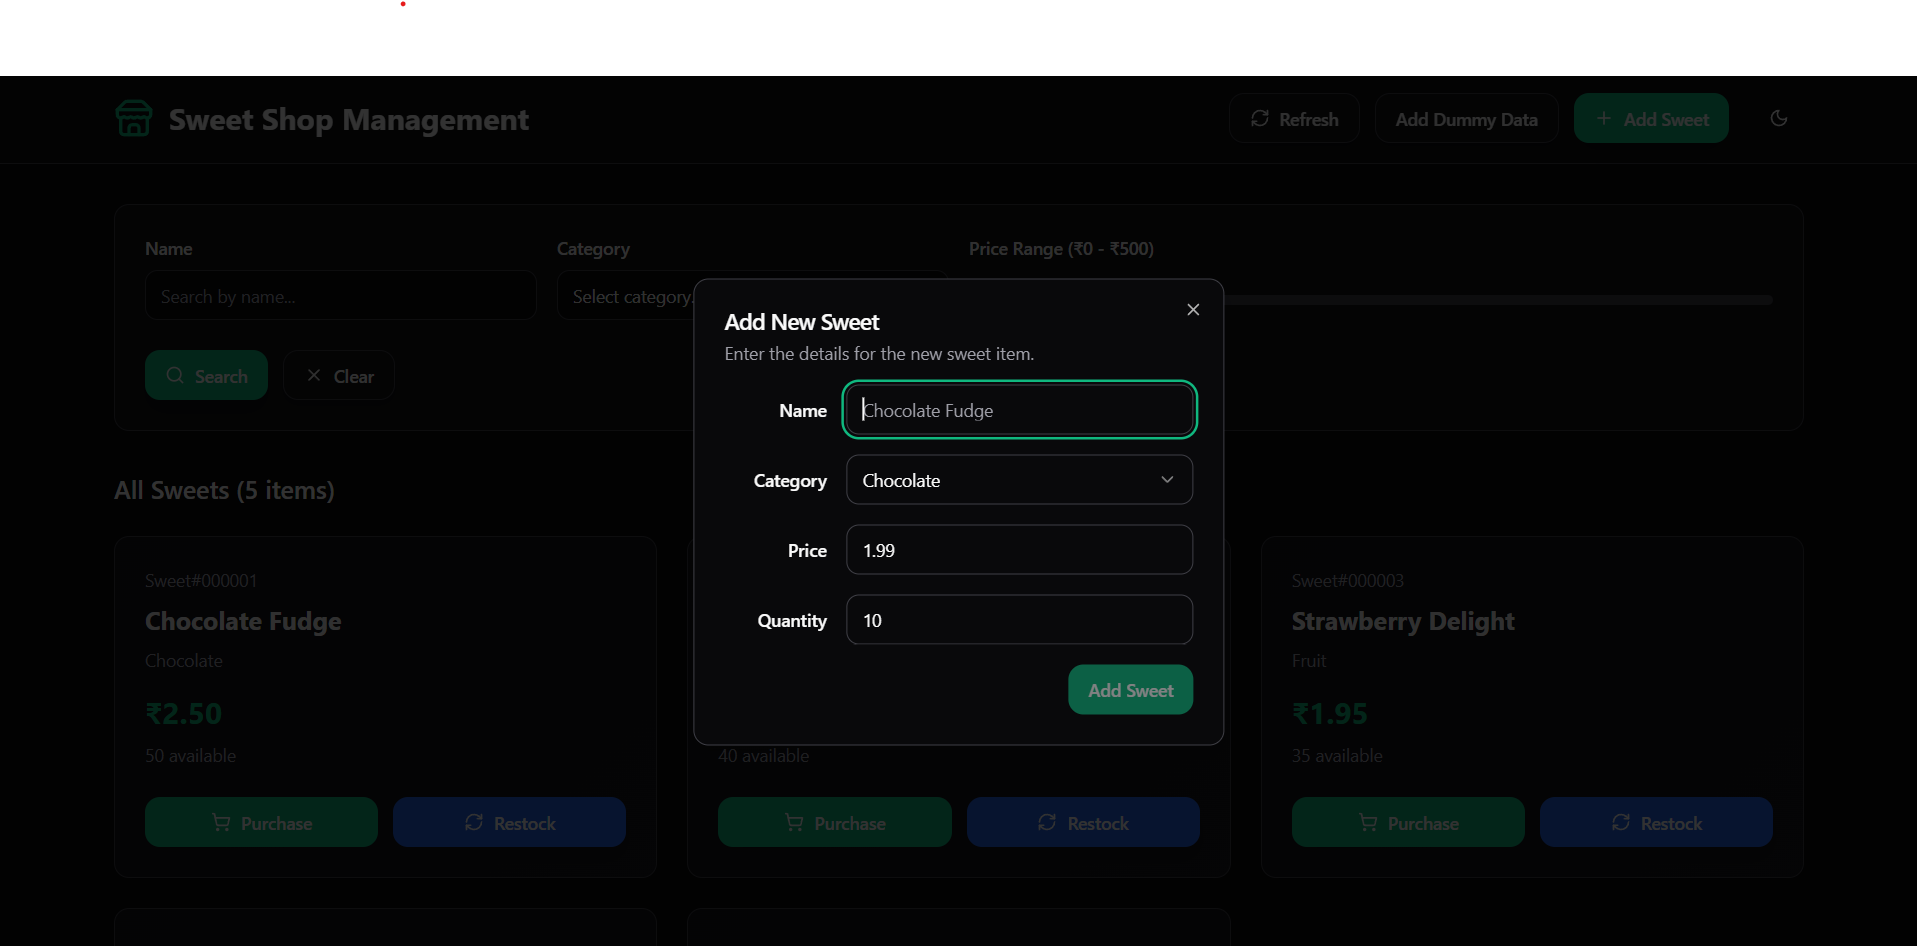 Sweet Shop Management
Refresh
Add Dummy Data
Add Sweet
Name
Category
Price Range (₹0 - ₹500)
Search by name...
Select category.
Search
Clear
Add New Sweet
Enter the details for the new sweet item.
Name
Chocolate Fudge
Category
Chocolate
Price
1.99
Quantity
10
Add Sweet
All Sweets (5 items)
Sweet#000001
Chocolate Fudge
Chocolate
₹2.50
50 available
Purchase
Restock
40 available
Purchase
Restock
Sweet#000003
Strawberry Delight
Fruit
₹1.95
35 available
Purchase
Restock